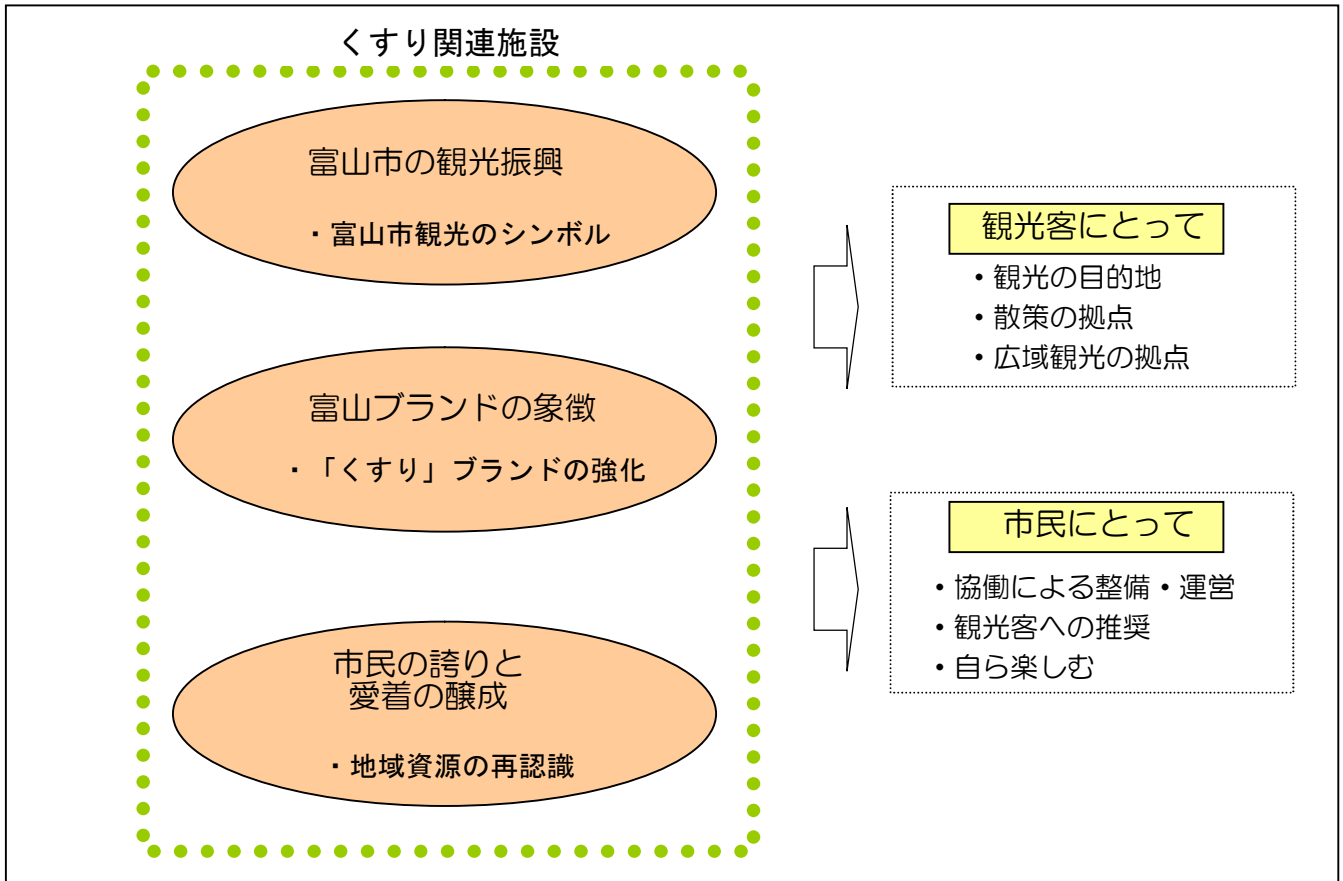 くすり関連施設
富山市の観光振興
・富山市観光のシンボル
富山ブランドの象徴
・「くすり」ブランドの強化
市民の誇りと
愛着の醸成
・地域資源の再認識
観光客にとって
・観光の目的地
・散策の拠点
・広域観光の拠点
市民にとって
・協働による整備・運営
・観光客への推奨
・自ら楽しむ